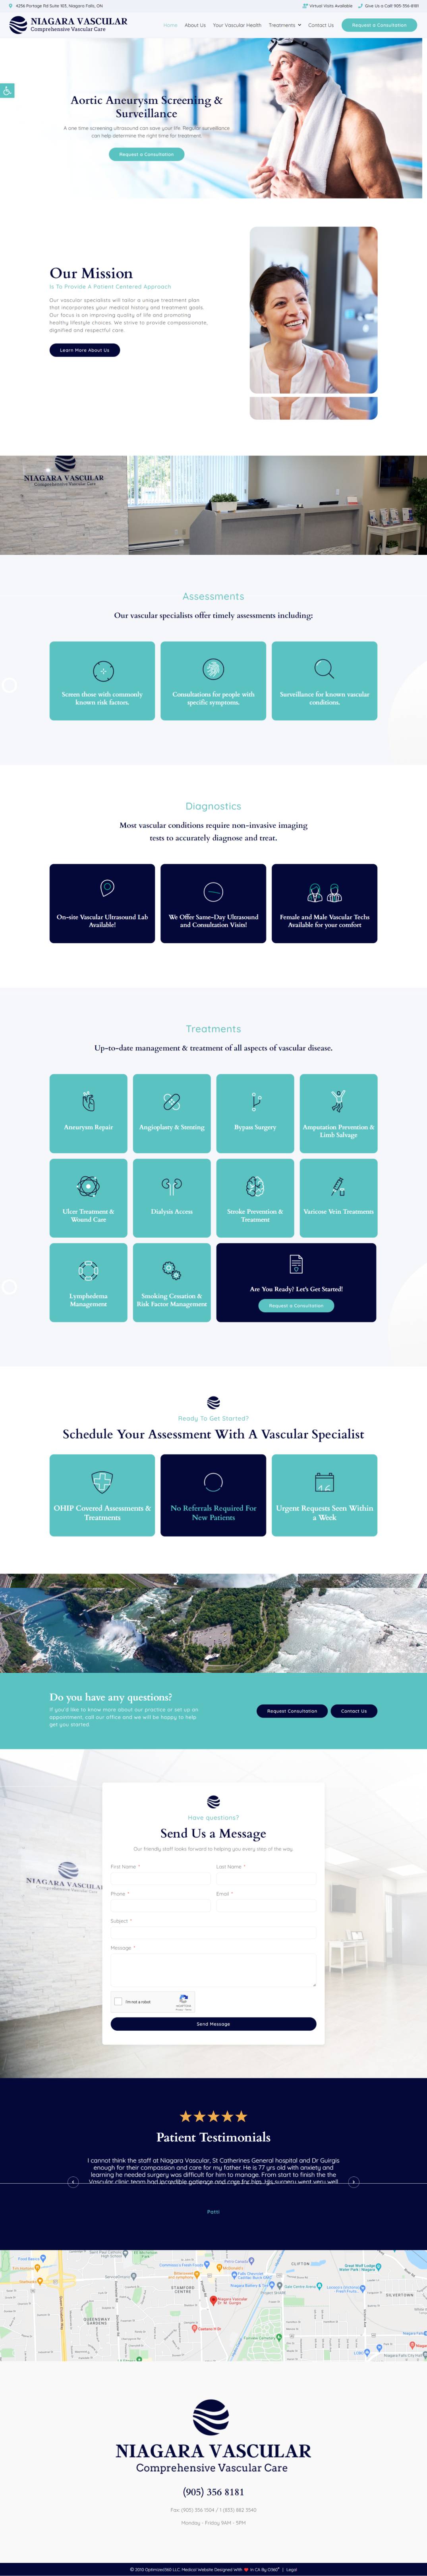 4256 Portage Rd Suite 103, Niagara Falls, ON
Virtual Visits Available
Give Us a Call! 905-356-8181
NIAGARA VASCULAR
Comprehensive Vascular Care
Home
About Us
Your Vascular Health
Treatments
Contact Us
Request a Consultation
Aortic Aneurysm Screening &
Surveillance
A one time screening ultrasound can save your life. Regular surveillance
can help determine the right time for treatment.
Request a Consultation
Our Mission
Is To Provide A Patient Centered Approach
Our vascular specialists will tailor a unique treatment plan
that incorporates your medical history and treatment goals.
Our focus is on improving quality of life and promoting
healthy lifestyle choices. We strive to provide compassionate,
dignified and respectful care.
Learn More About Us
NIAGARA VASCULAR
Comprehensive Vascular Care
Assessments
Our vascular specialists offer timely assessments including:
Screen those with commonly
known risk factors.
Consultations for people with
specific symptoms.
Surveillance for known vascular
conditions.
Diagnostics
Most vascular conditions require non-invasive imaging
tests to accurately diagnose and treat.
On-site Vascular Ultrasound Lab
Available!
We Offer Same-Day Ultrasound
and Consultation Visits!
Female and Male Vascular Techs
Available for your comfort
Treatments
Up-to-date management & treatment of all aspects of vascular disease.
Aneurysm Repair
Angioplasty & Stenting
Bypass Surgery
Amputation Prevention &
Limb Salvage
Ulcer Treatment &
Wound Care
Dialysis Access
Stroke Prevention &
Treatment
Varicose Vein Treatments
Lymphedema
Management
Smoking Cessation &
Risk Factor Management
Are You Ready? Let's Get Started!
Request a Consultation
Ready To Get Started?
Schedule Your Assessment With A Vascular Specialist
OHIP Covered Assessments &
Treatments
No Referrals Required For
New Patients
Urgent Requests Seen Within
a Week
Do you have any questions?
If you'd like to know more about our practice or set up an
appointment, call our office and we will be happy to help
get you started.
Request Consultation
Contact Us
NIAGARA VASCULAR
Have questions?
Send Us a Message
Our friendly staff looks forward to helping you every step of the way.
First Name *
Last Name *
Phone *
Email *
Subject *
Message *
I'm not a robot
reCAPTCHA
Send Message
Patient Testimonials
I cannot think the staff at Niagara Vascular, St Catherines General hospital and Dr Guirgis
enough for their compassion and care for my father. He is 77 yrs old with anxiety and
learning he needed surgery was difficult for him to manage. From start to finish the the
Vascular clinic team had incredible patience and care for him. His surgery went very well
Pati
STAMFORD
CENTRE
QUEENSWAY
GARDENS
CLIFTON
SILVERTOWN
Niagara Vascular
NIAGARA VASCULAR
Comprehensive Vascular Care
(905) 356 8181
Fax: (905) 356 1504 / 1 (833) 882 3540
Monday - Friday 9AM - 5PM
© 2013 Optimized360 LLC. Medical Website Designed With ❤ In CA By O360® | Legal